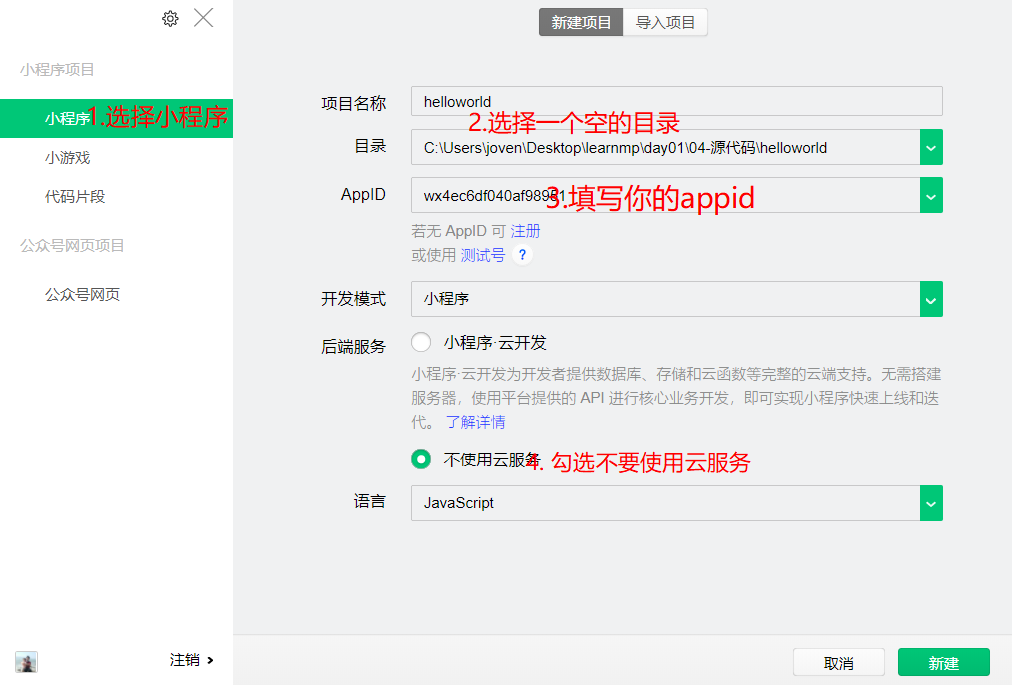 新建项目 导入项目
小程序项目
小程序
1.选择小程序
小游戏
代码片段
公众号网页项目
公众号网页
注销
项目名称 helloworld
2.选择一个空的目录
目录 C:\Users\joven\Desktop\learnmp\day01\04-源代码\helloworld
AppID
3.填写你的appid
若无 AppID 可 注册
或使用 测试号 ?
开发模式 小程序
后端服务 小程序·云开发
小程序·云开发为开发者提供数据库、存储和云函数等完整的云端支持。无需搭建
服务器，使用平台提供的 API 进行核心业务开发，即可实现小程序快速上线和迭
代。 了解详情
不使用云服务
4. 勾选不要使用云服务
语言 JavaScript
取消 新建